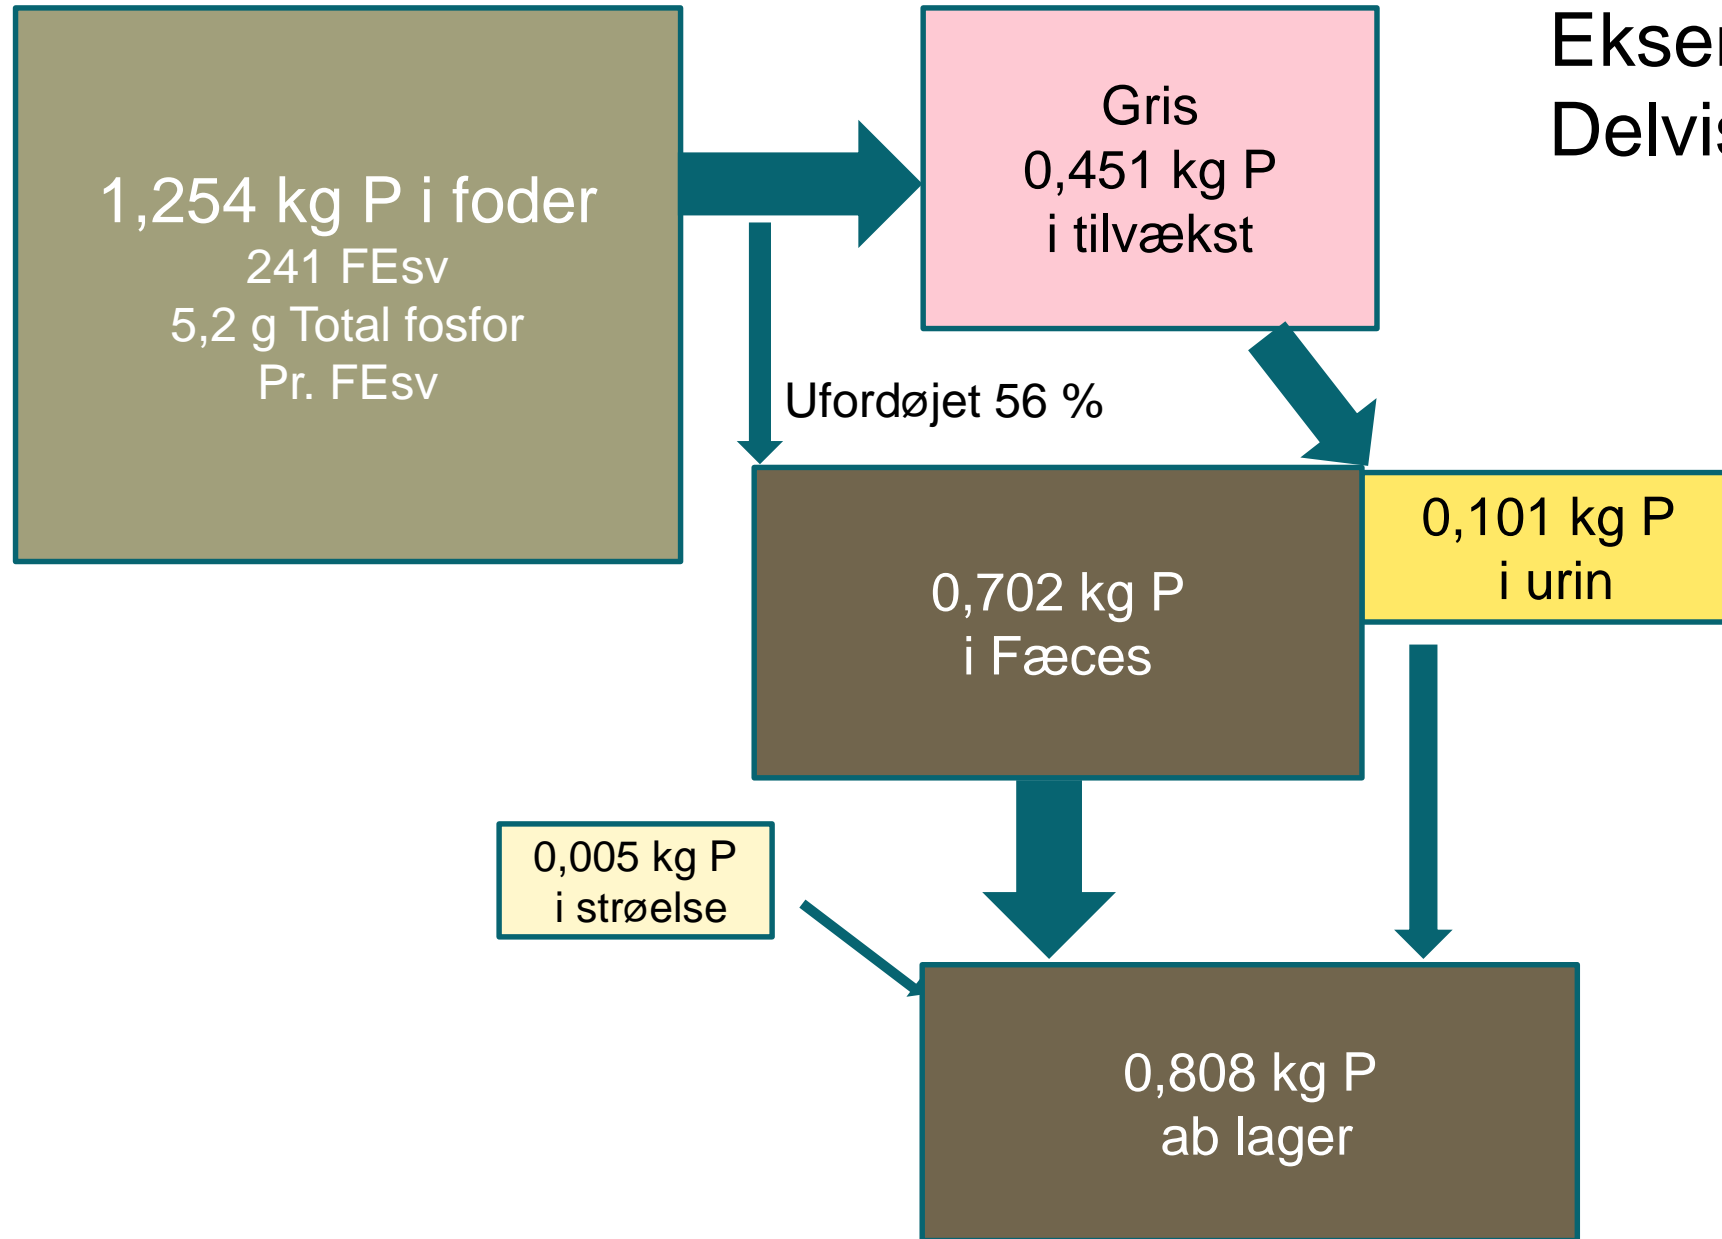 1,254 kg P i foder
241 FEsv
5,2 g Total fosfor
Pr. FEsv
Gris
0,451 kg P
i tilvækst
Ufordøjet 56 %
0,702 kg P
i Fæces
0,101 kg P
i urin
0,005 kg P
i strøelse
0,808 kg P
ab lager